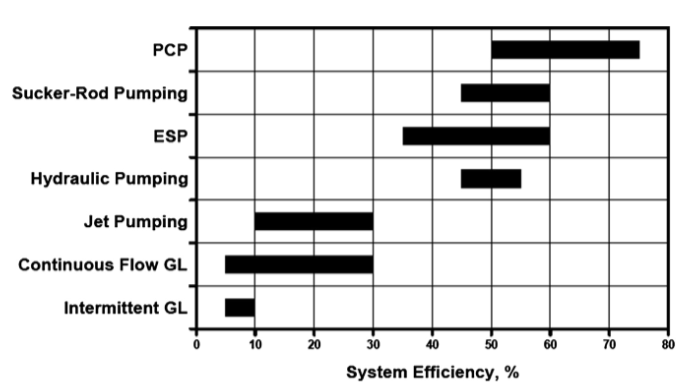 PCP
Sucker-Rod Pumping
ESP
Hydraulic Pumping
Jet Pumping
Continuous Flow GL
Intermittent GL
0 10 20 30 40 50 60 70 80
System Efficiency, %